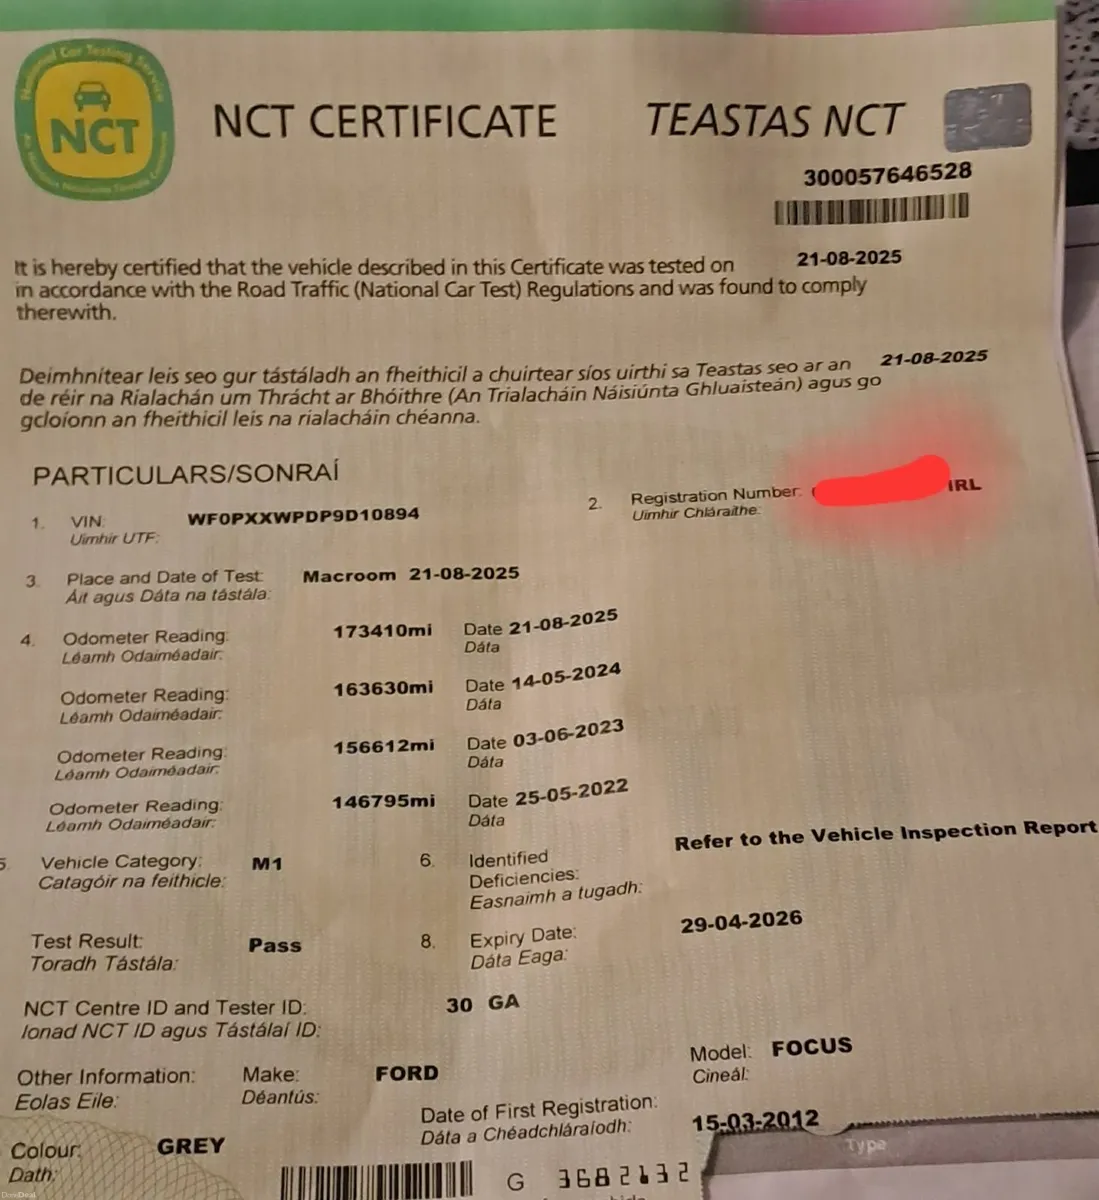 National Car Testing Service
NCT
NCT CERTIFICATE
TEASTAS NCT
300057646528
It is hereby certified that the vehicle described in this Certificate was tested on 21-08-2025
in accordance with the Road Traffic (National Car Test) Regulations and was found to comply
therewith.
Deimhnítear leis seo gur tástáladh an fheithicil a chuirtear síos uirthi sa Teastas seo ar an 21-08-2025
de réir na Rialachán um Thrácht ar Bhóithre (An Trialacháin Náisiúnta Ghluaisteán) agus go
gcloíonn an fheithicil leis na rialacháin chéanna.
PARTICULARS/SONRAÍ
1. VIN: WF0PXXWPDP9D10894
Uimhir UTF:
2. Registration Number: IRL
Uimhir Chláraithe:
3. Place and Date of Test: Macroom 21-08-2025
Áit agus Dáta na tástála:
4. Odometer Reading: 173410mi Date 21-08-2025
Léamh Odaiméadair: Dáta
Odometer Reading: 163630mi Date 14-05-2024
Léamh Odaiméadair: Dáta
Odometer Reading: 156612mi Date 03-06-2023
Léamh Odaiméadair: Dáta
Odometer Reading: 146795mi Date 25-05-2022
Léamh Odaiméadair: Dáta
5. Vehicle Category: M1
Catagóir na feithicle:
6. Identified Refer to the Vehicle Inspection Report
Deficiencies:
Easnaimh a tugadh:
Test Result: Pass
Toradh Tástála:
8. Expiry Date: 29-04-2026
Dáta Eaga:
NCT Centre ID and Tester ID: 30 GA
Ionad NCT ID agus Tástálaí ID:
Other Information: Make: FORD Model: FOCUS
Eolas Eile: Déantús: Cineál:
Date of First Registration: 15-03-2012
Dáta a Chéadchláraíodh:
Colour: GREY
Dath:
Type
G 3682132
DoneDeal